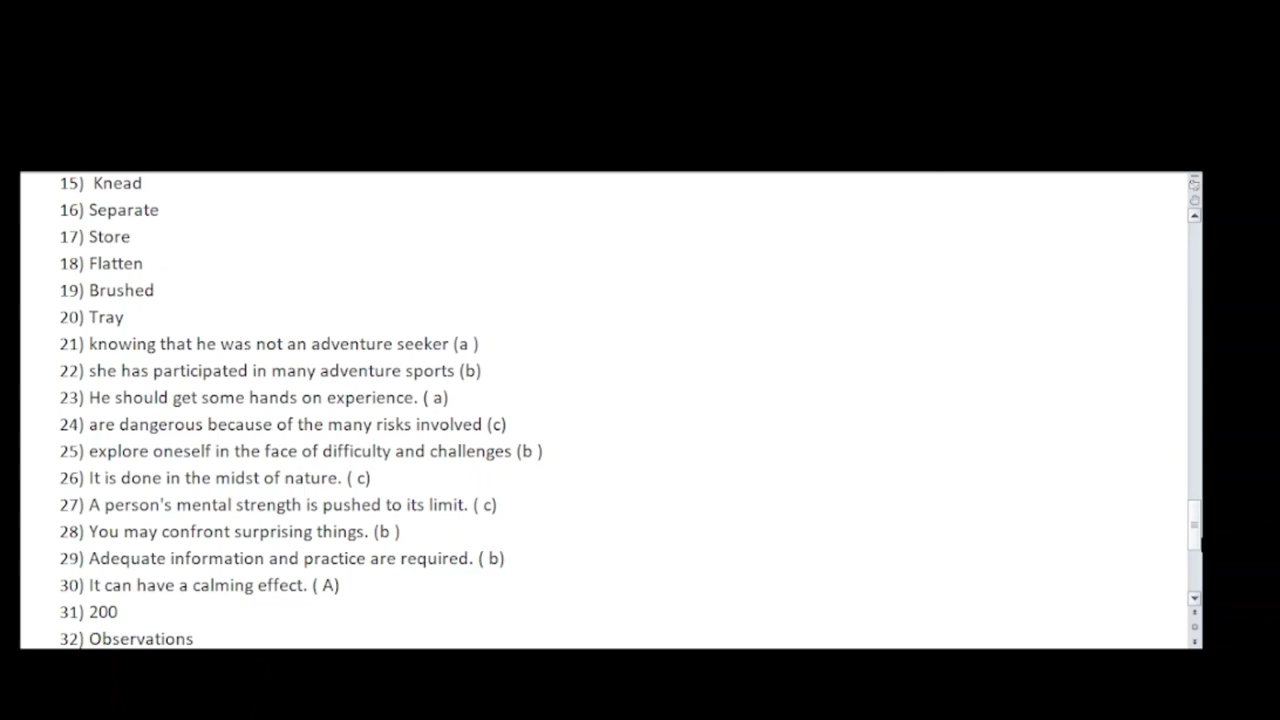 15) Knead
16) Separate
17) Store
18) Flatten
19) Brushed
20) Tray
21) knowing that he was not an adventure seeker (a )
22) she has participated in many adventure sports (b)
23) He should get some hands on experience. ( a)
24) are dangerous because of the many risks involved (c)
25) explore oneself in the face of difficulty and challenges (b )
26) It is done in the midst of nature. ( c)
27) A person's mental strength is pushed to its limit. ( c)
28) You may confront surprising things. (b )
29) Adequate information and practice are required. ( b)
30) It can have a calming effect. ( A)
31) 200
32) Observations